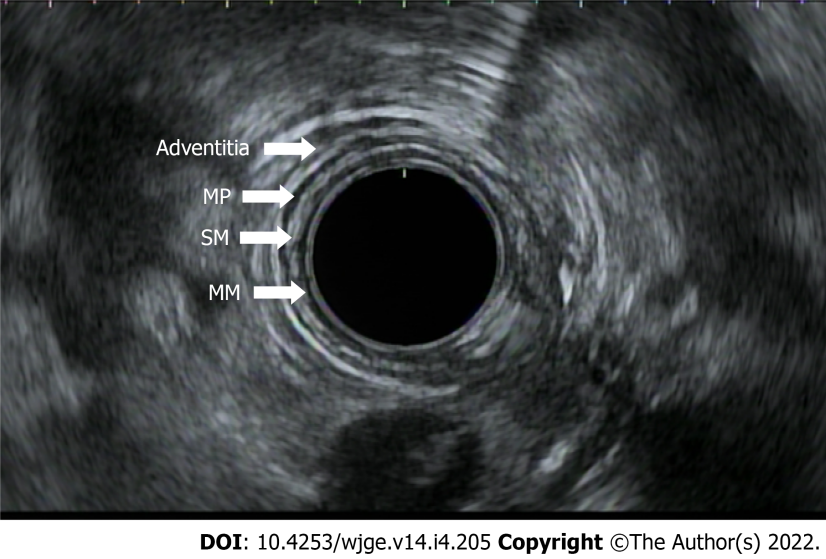 Adventitia
MP
SM
MM
DOI: 10.4253/wjge.v14.i4.205 Copyright ©The Author(s) 2022.